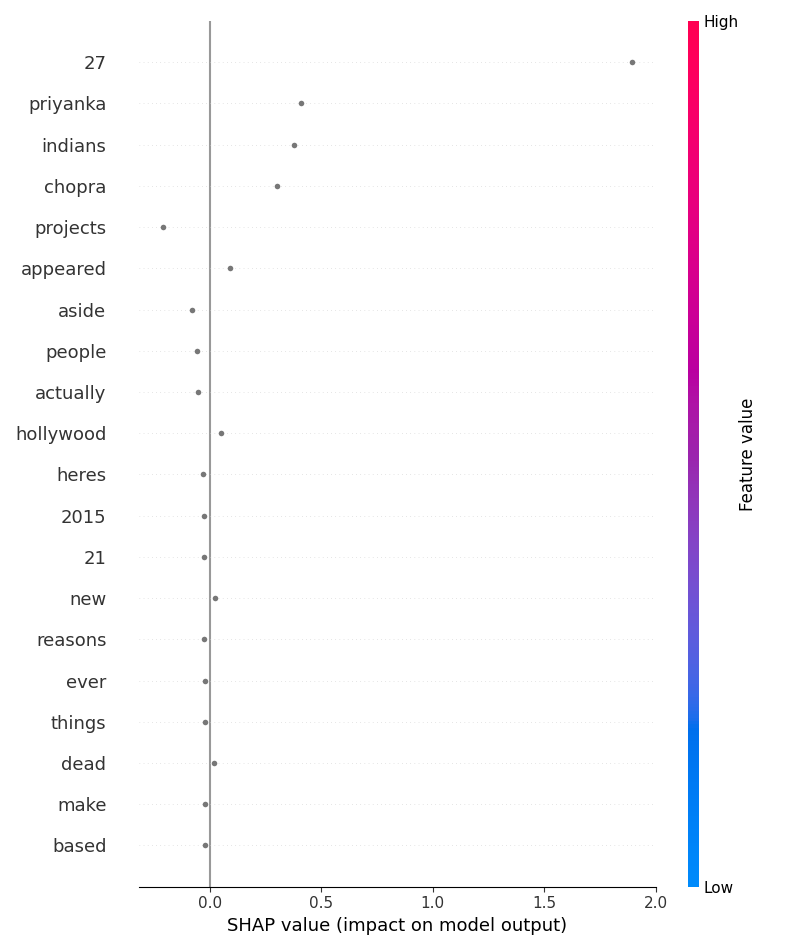 High
27
priyanka
indians
chopra
projects
appeared
aside
people
actually
hollywood
heres
2015
21
new
reasons
ever
things
dead
make
based
Low
0.0 0.5 1.0 1.5 2.0
SHAP value (impact on model output)
Feature value